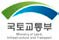 국토교통부
Ministry of Land,
Infrastructure and Transport